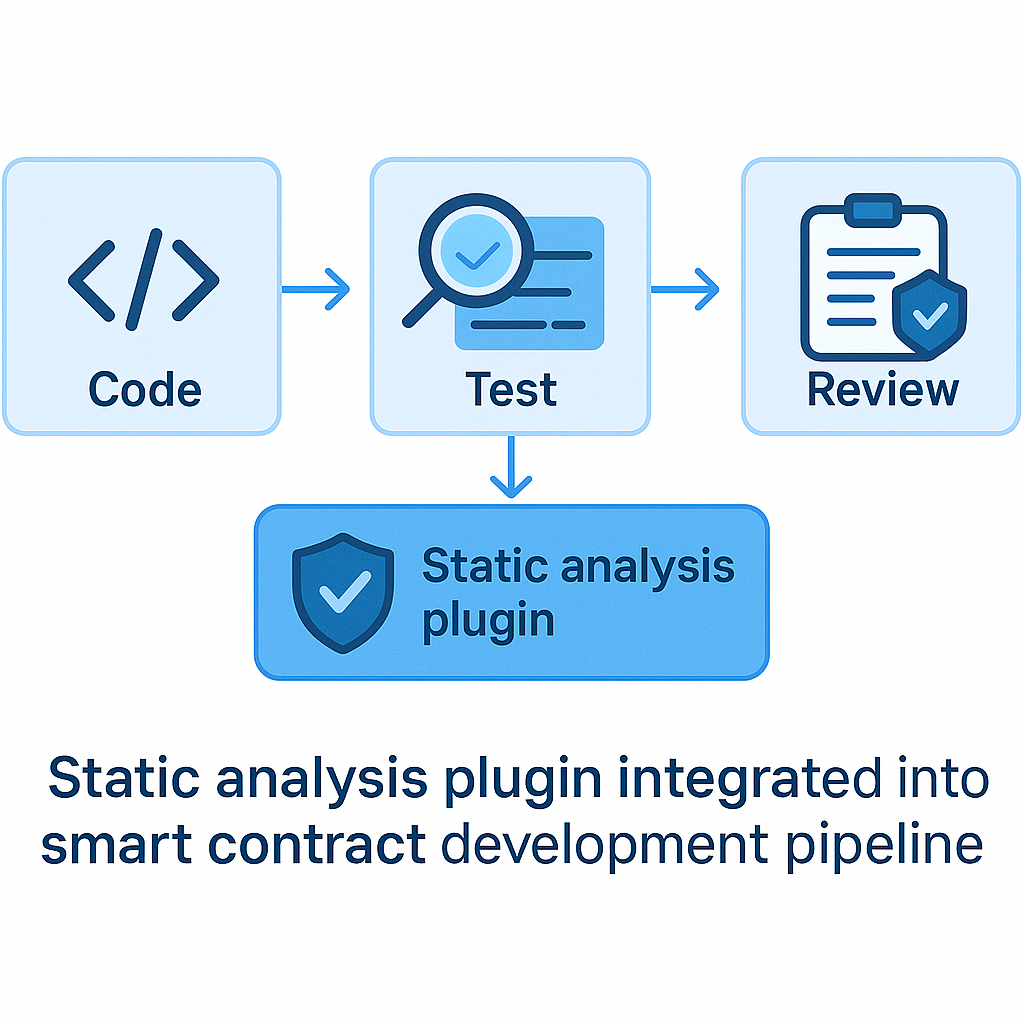 Code
Test
Review
Static analysis
plugin
Static analysis plugin integrated into
smart contract development pipeline